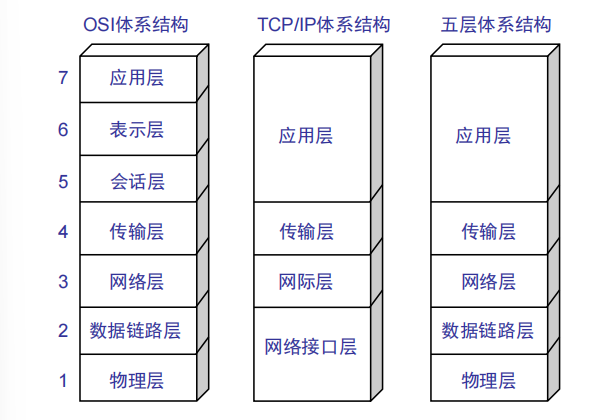 OSI体系结构 TCP/IP体系结构 五层体系结构
7 应用层
6 表示层 应用层 应用层
5 会话层
4 传输层 传输层 传输层
3 网络层 网际层 网络层
2 数据链路层 网络接口层 数据链路层
1 物理层 物理层